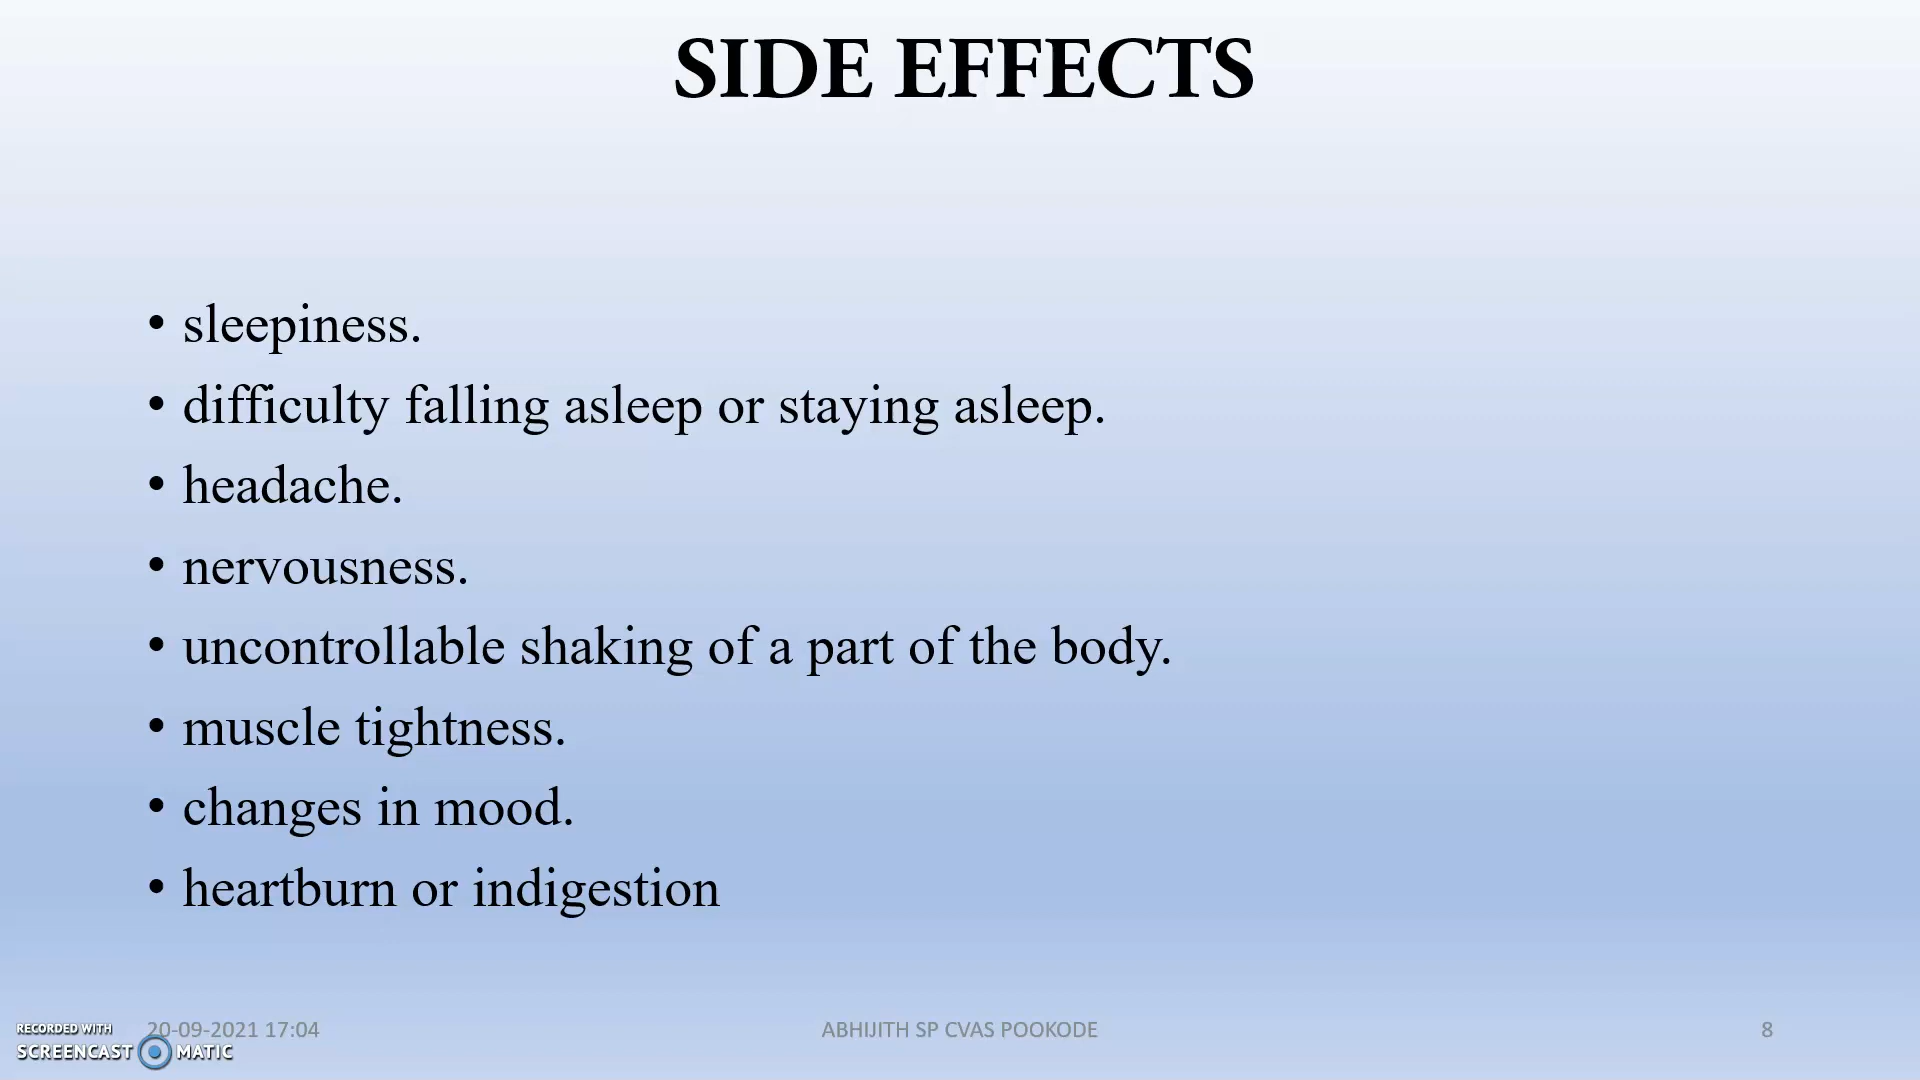 SIDE EFFECTS
• sleepiness.
• difficulty falling asleep or staying asleep.
• headache.
• nervousness.
• uncontrollable shaking of a part of the body.
• muscle tightness.
• changes in mood.
• heartburn or indigestion
20-09-2021 17:04
ABHIJITH SP CVAS POOKODE
8
RECORDED WITH
SCREENCAST MATIC